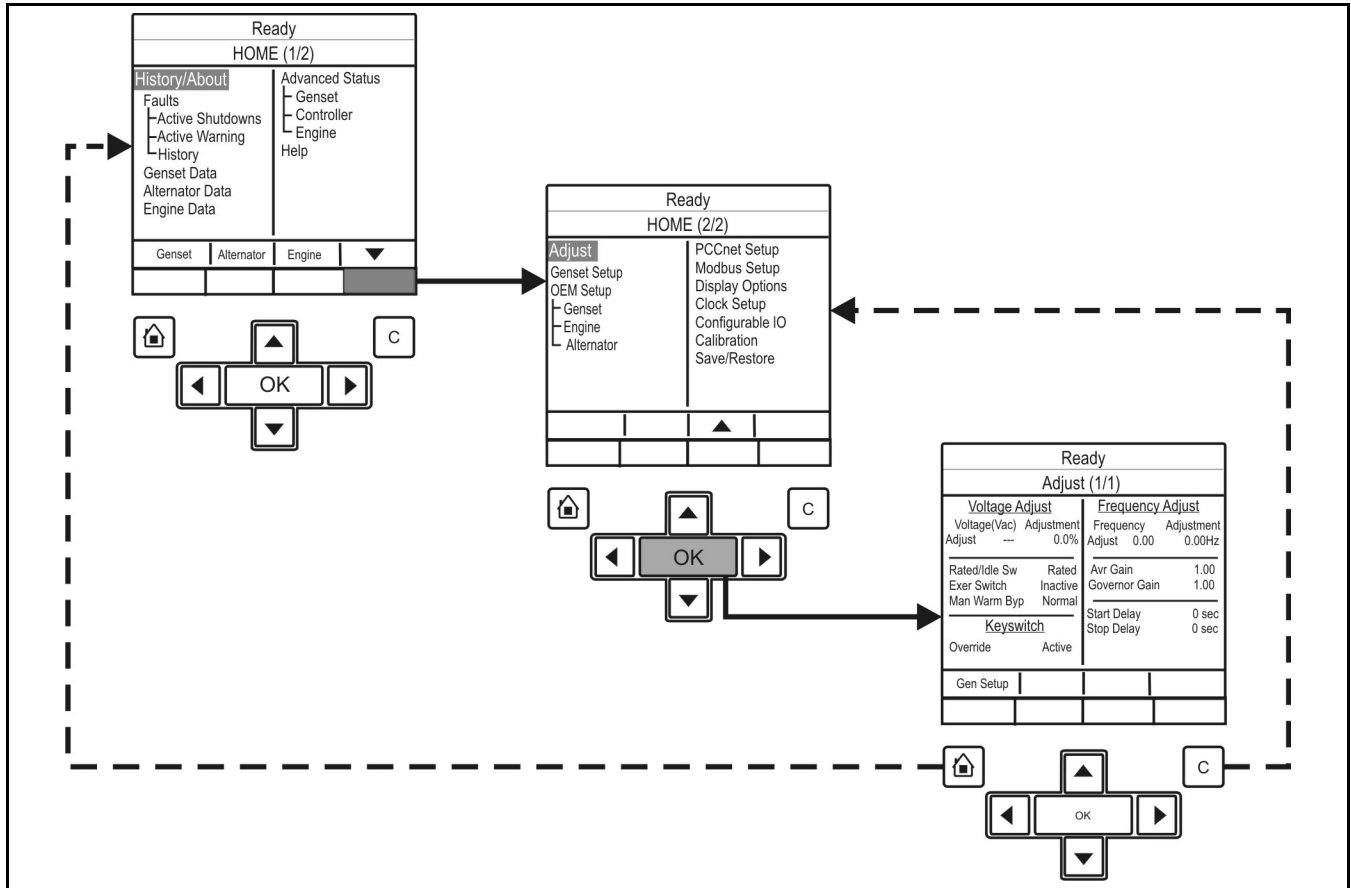 Ready
HOME (1/2)
History/About
Faults
Active Shutdowns
Active Warning
History
Genset Data
Alternator Data
Engine Data
Advanced Status
Genset
Controller
Engine
Help
Genset Alternator Engine
C
OK
Ready
HOME (2/2)
Adjust
Genset Setup
OEM Setup
Genset
Engine
Alternator
PCCnet Setup
Modbus Setup
Display Options
Clock Setup
Configurable IO
Calibration
Save/Restore
C
OK
Ready
Adjust (1/1)
Voltage Adjust
Voltage(Vac) Adjustment
Adjust --- 0.0%
Rated/Idle Sw Rated
Exer Switch Inactive
Man Warm Byp Normal
Keyswitch
Override Active
Frequency Adjust
Frequency Adjustment
Adjust 0.00 0.00Hz
Avr Gain 1.00
Governor Gain 1.00
Start Delay 0 sec
Stop Delay 0 sec
Gen Setup
C
OK